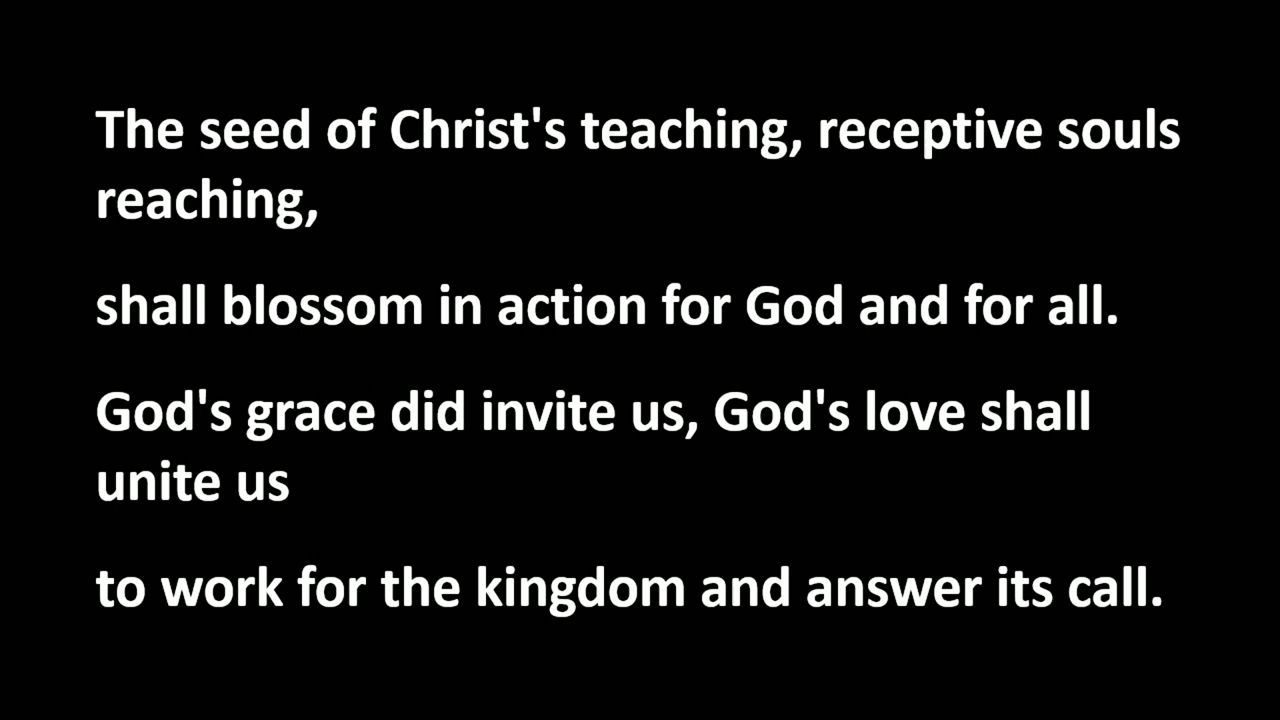 The seed of Christ's teaching, receptive souls
reaching,
shall blossom in action for God and for all.
God's grace did invite us, God's love shall
unite us
to work for the kingdom and answer its call.